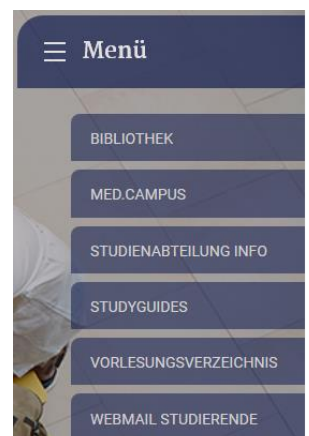 Menü
BIBLIOTHEK
MED.CAMPUS
STUDIENABTEILUNG INFO
STUDYGUIDES
VORLESUNGSVERZEICHNIS
WEBMAIL STUDIERENDE